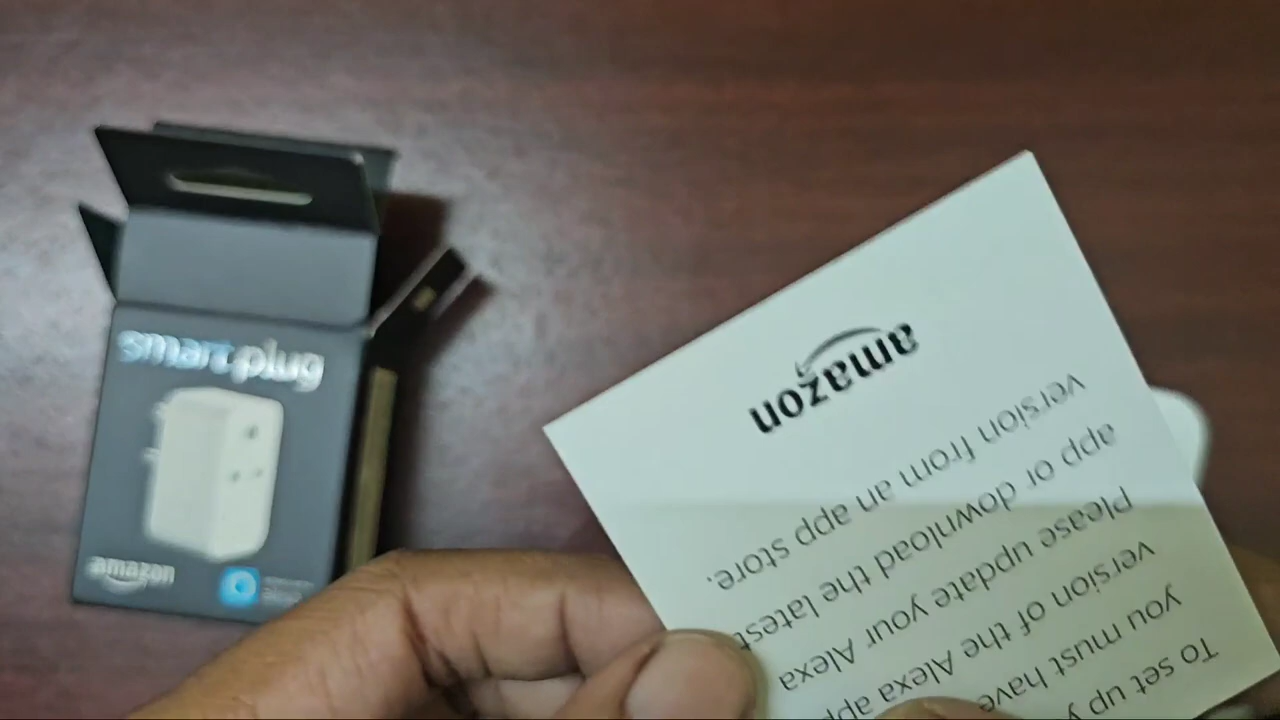 smart plug
amazon
To set up
you must have
version of the Alexa
Please update your Alexa
app or download the latest
version from an app store.
amazon